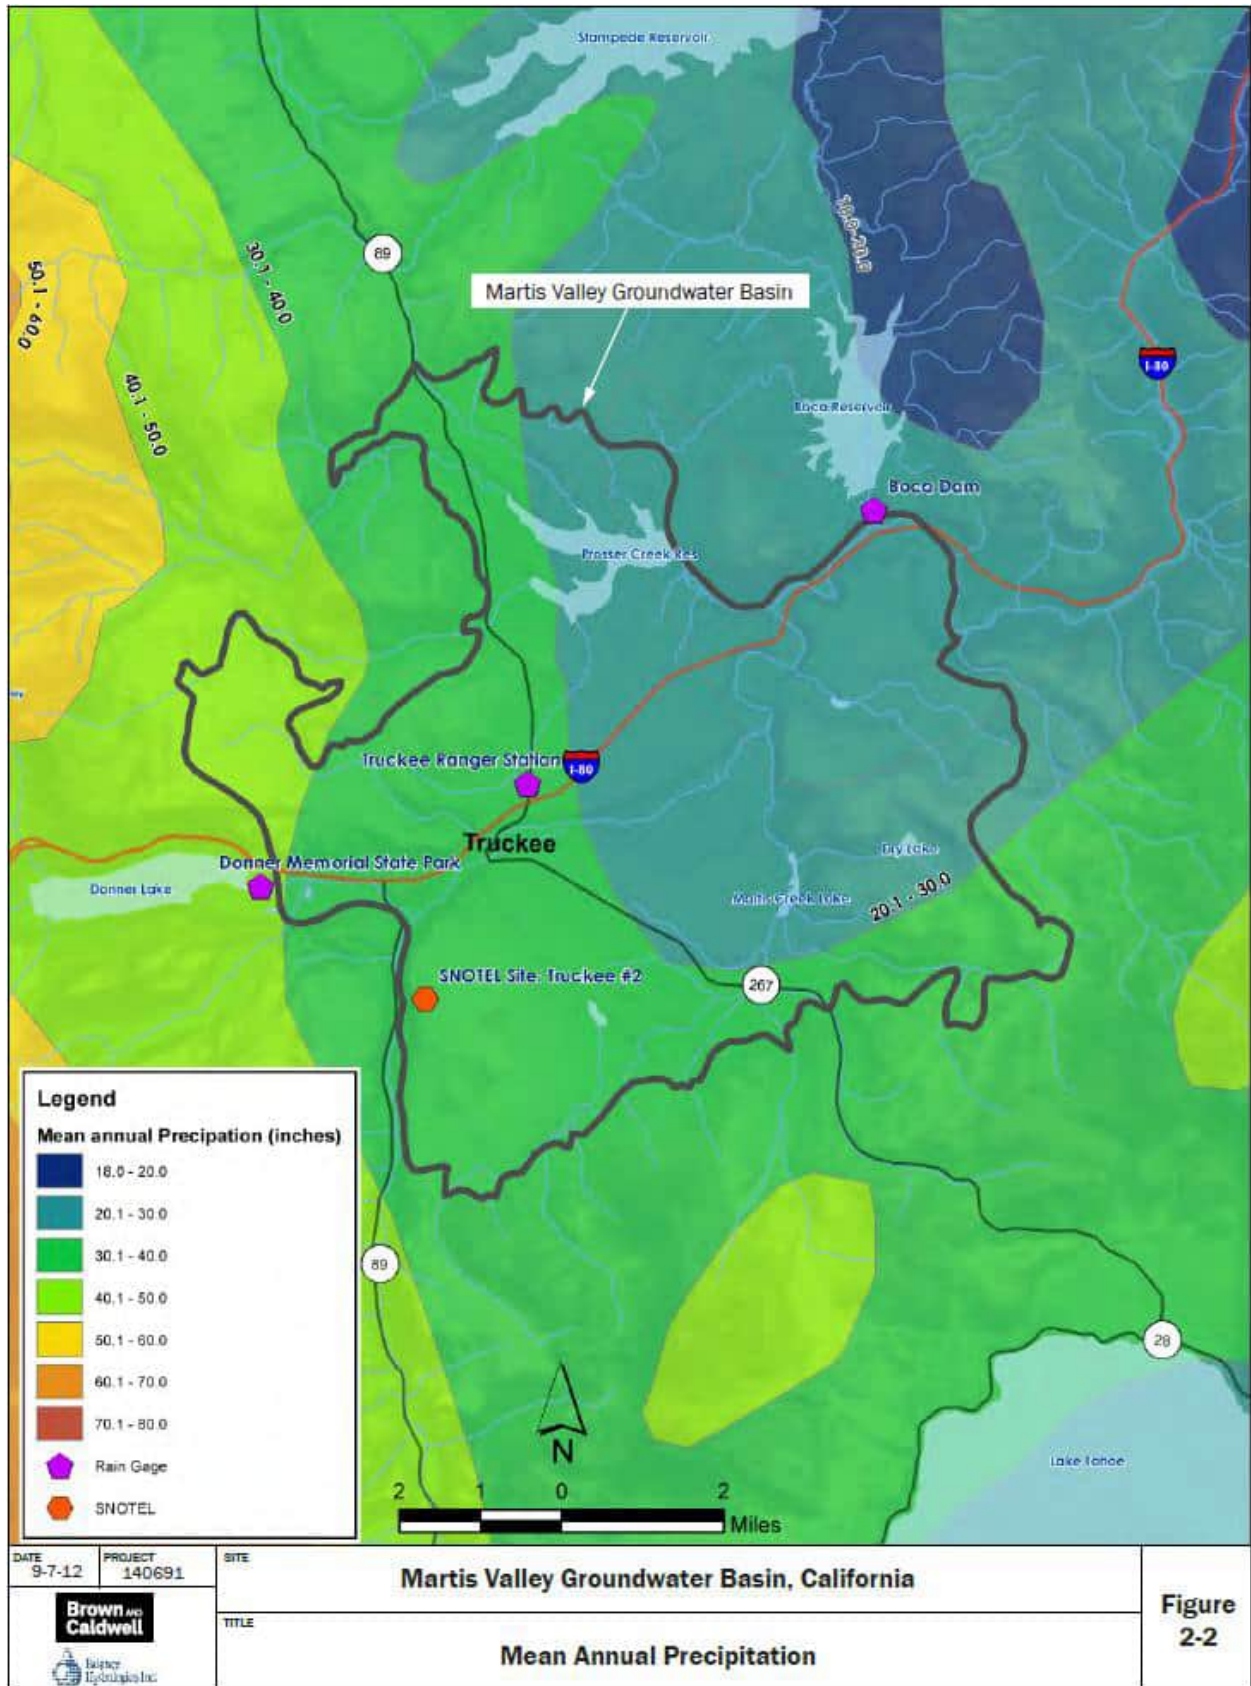 Stampede Reservoir
18.0-20.0
30.1 - 40.0
89
50.1 - 60.0
Martis Valley Groundwater Basin
I-80
40.1 - 50.0
Boca Reservoir
Boca Dam
Prosser Creek Res
Truckee Ranger Station
I-80
Truckee
Dry Lake
Donner Memorial State Park
Donner Lake
Martis Creek Lake
20.1 - 30.0
SNOTEL Site: Truckee #2
267
Legend
Mean annual Precipation (inches)
18.0 - 20.0
20.1 - 30.0
30.1 - 40.0
40.1 - 50.0
50.1 - 60.0
60.1 - 70.0
70.1 - 80.0
Rain Gage
SNOTEL
89
28
N
Lake Tahoe
2 1 0 2
Miles
DATE
9-7-12
PROJECT
140691
SITE
Martis Valley Groundwater Basin, California
Brown AND
Caldwell
TITLE
Mean Annual Precipitation
Figure
2-2
Hydrologics Inc